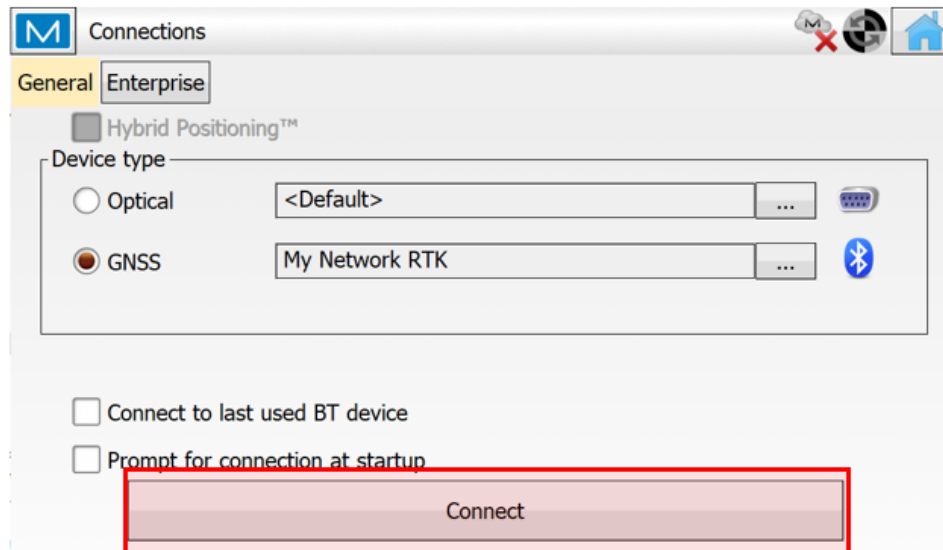 M Connections
M
General Enterprise
Hybrid Positioning™
Device type
Optical <Default> ...
GNSS My Network RTK ...
Connect to last used BT device
Prompt for connection at startup
Connect